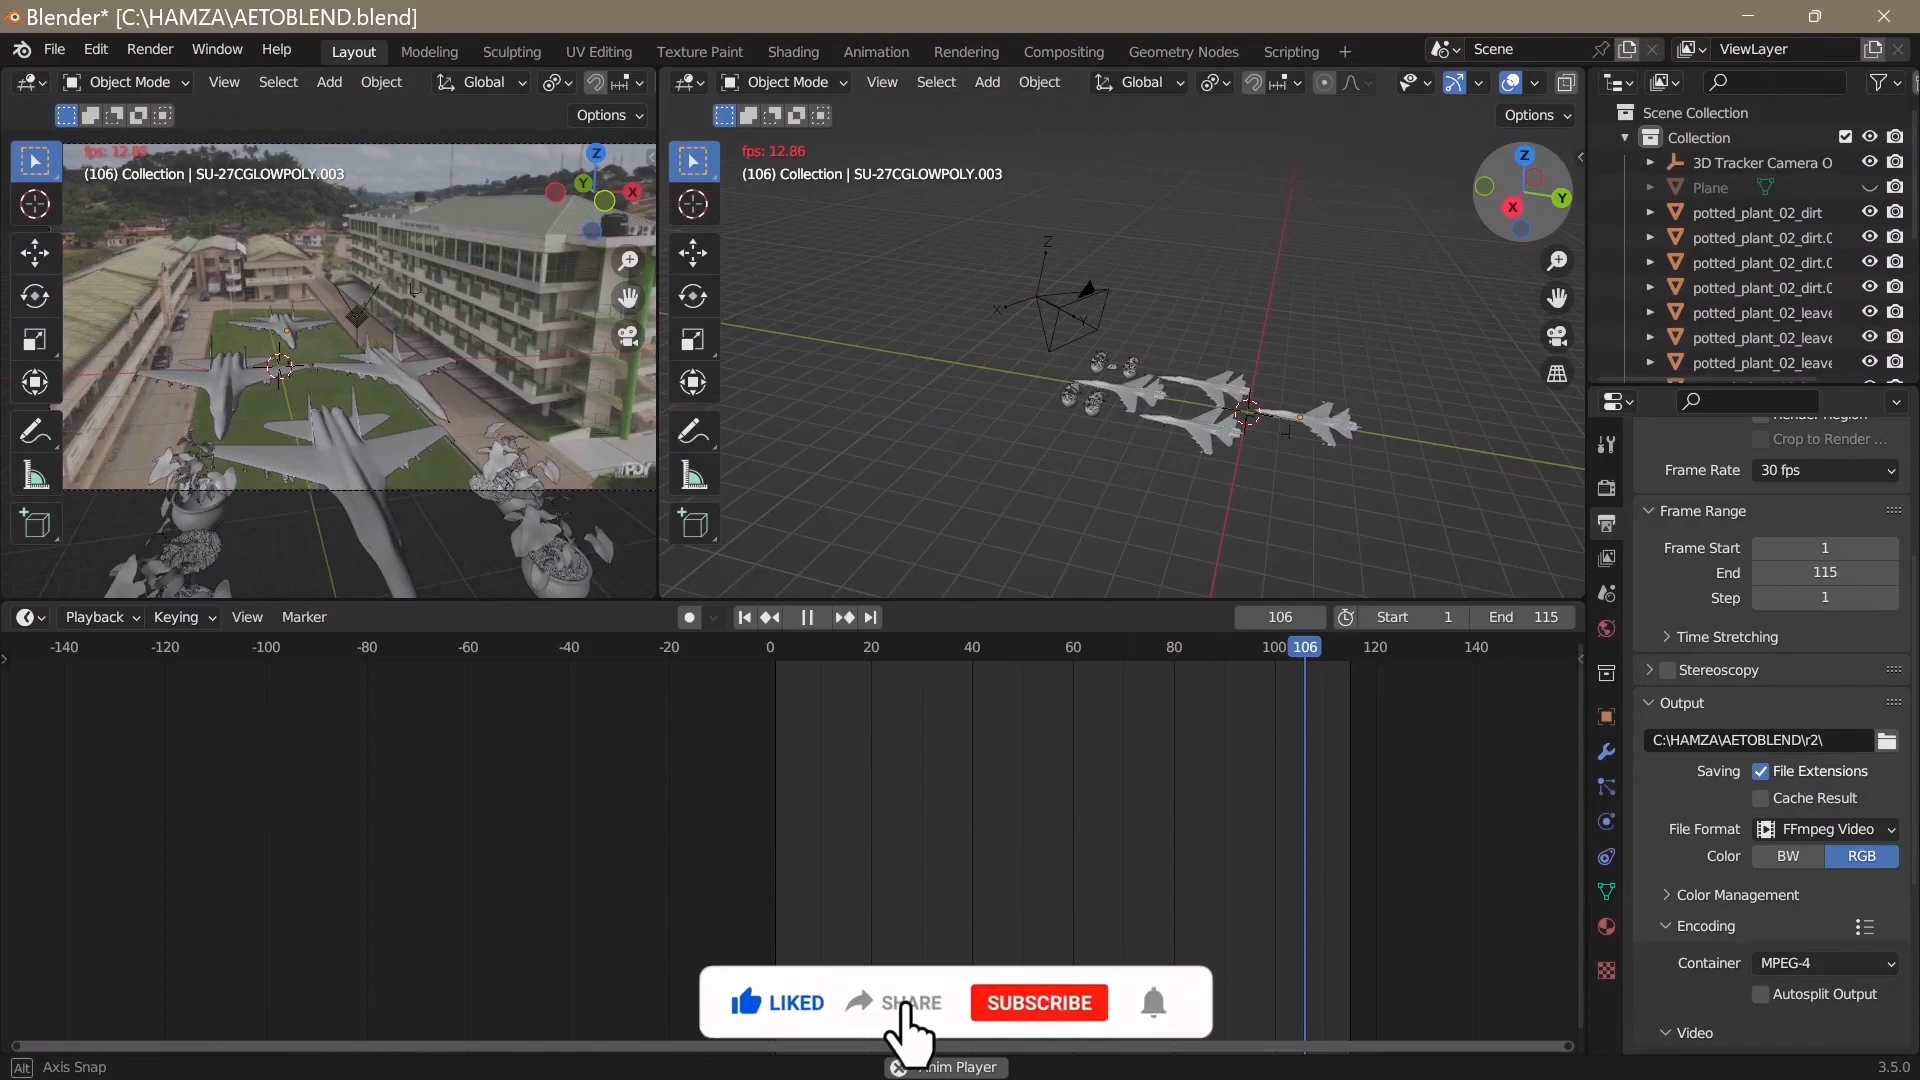 Blender* [C:\HAMZA\AETOBLEND.blend]
File Edit Render Window Help Layout Modeling Sculpting UV Editing Texture Paint Shading Animation Rendering Compositing Geometry Nodes Scripting + Scene ViewLayer
Object Mode View Select Add Object Global
Object Mode View Select Add Object Global
Options
Options
Scene Collection
Collection
3D Tracker Camera O
Plane
potted_plant_02_dirt
potted_plant_02_dirt.0
potted_plant_02_dirt.0
potted_plant_02_dirt.0
potted_plant_02_leave
potted_plant_02_leave
potted_plant_02_leave
fps: 12.85
(106) Collection | SU-27CGLOWPOLY.003
fps: 12.86
(106) Collection | SU-27CGLOWPOLY.003
Z
Y
X
Z
Y
X
Z
X
Y
Crop to Render ...
Frame Rate 30 fps
Frame Range
Frame Start 1
End 115
Step 1
Time Stretching
Stereoscopy
Output
C:\HAMZA\AETOBLEND\r2\
Saving File Extensions
Cache Result
File Format FFmpeg Video
Color BW RGB
Color Management
Encoding
Container MPEG-4
Autosplit Output
Video
Playback Keying View Marker 106 Start 1 End 115
-140 -120 -100 -80 -60 -40 -20 0 20 40 60 80 100 106 120 140
LIKED SHARE SUBSCRIBE
Alt Axis Snap
Anim Player
3.5.0